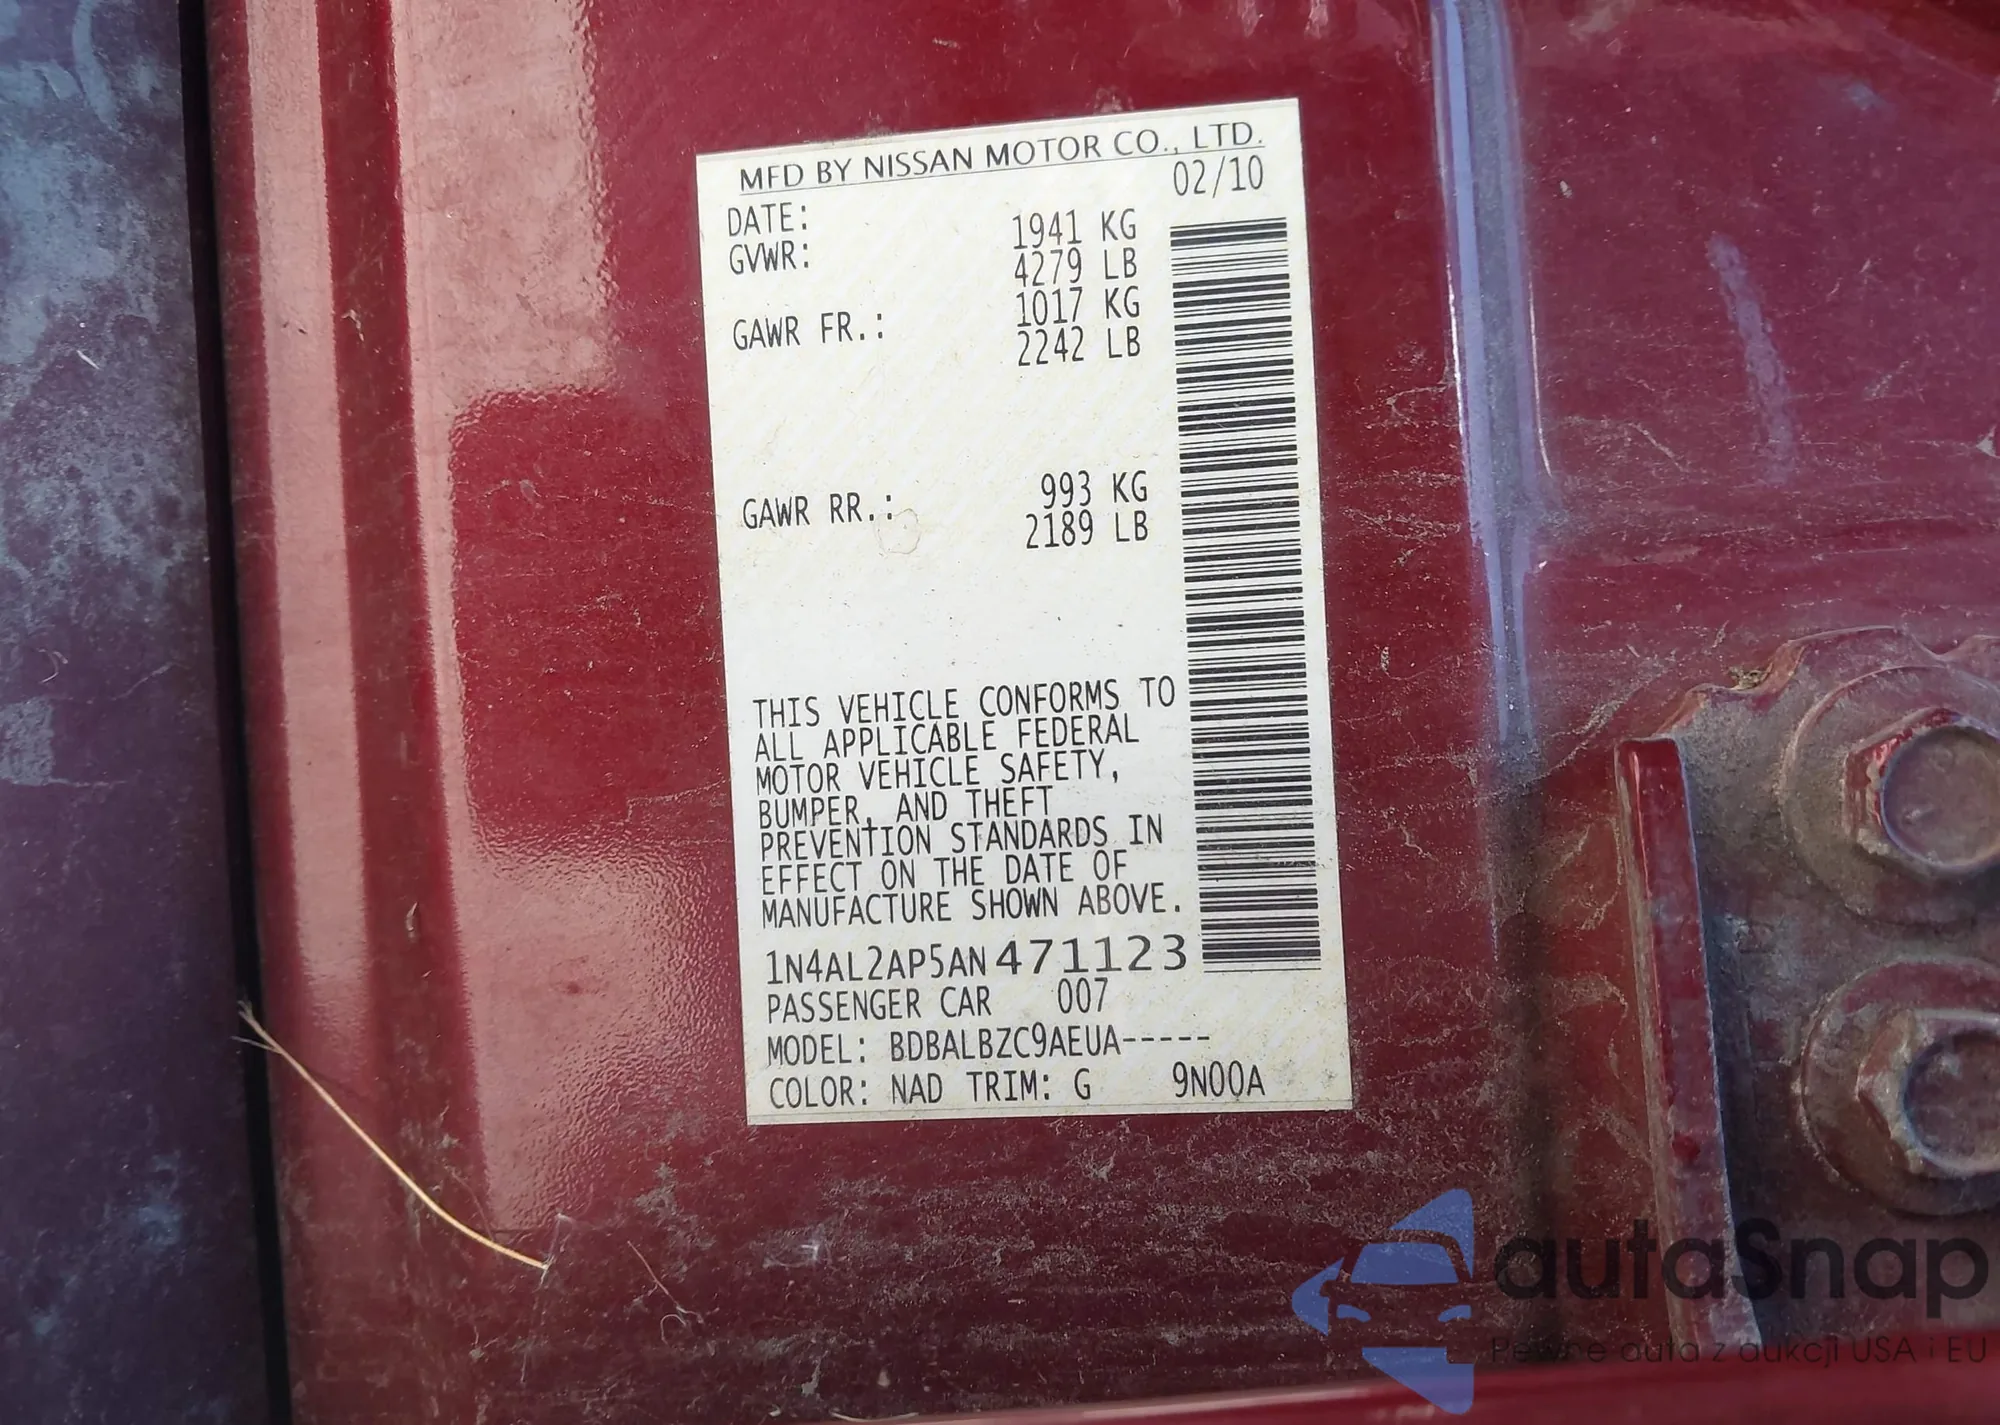 MFD BY NISSAN MOTOR CO., LTD.
DATE: 02/10
GVWR: 1941 KG
4279 LB
GAWR FR.: 1017 KG
2242 LB
GAWR RR.: 993 KG
2189 LB
THIS VEHICLE CONFORMS TO
ALL APPLICABLE FEDERAL
MOTOR VEHICLE SAFETY,
BUMPER, AND THEFT
PREVENTION STANDARDS IN
EFFECT ON THE DATE OF
MANUFACTURE SHOWN ABOVE.
1N4AL2AP5AN471123
PASSENGER CAR 007
MODEL: BDBALBZC9AEUA-----
COLOR: NAD TRIM: G 9N00A
autaSnap
Pewne auta z aukcji USA i EU